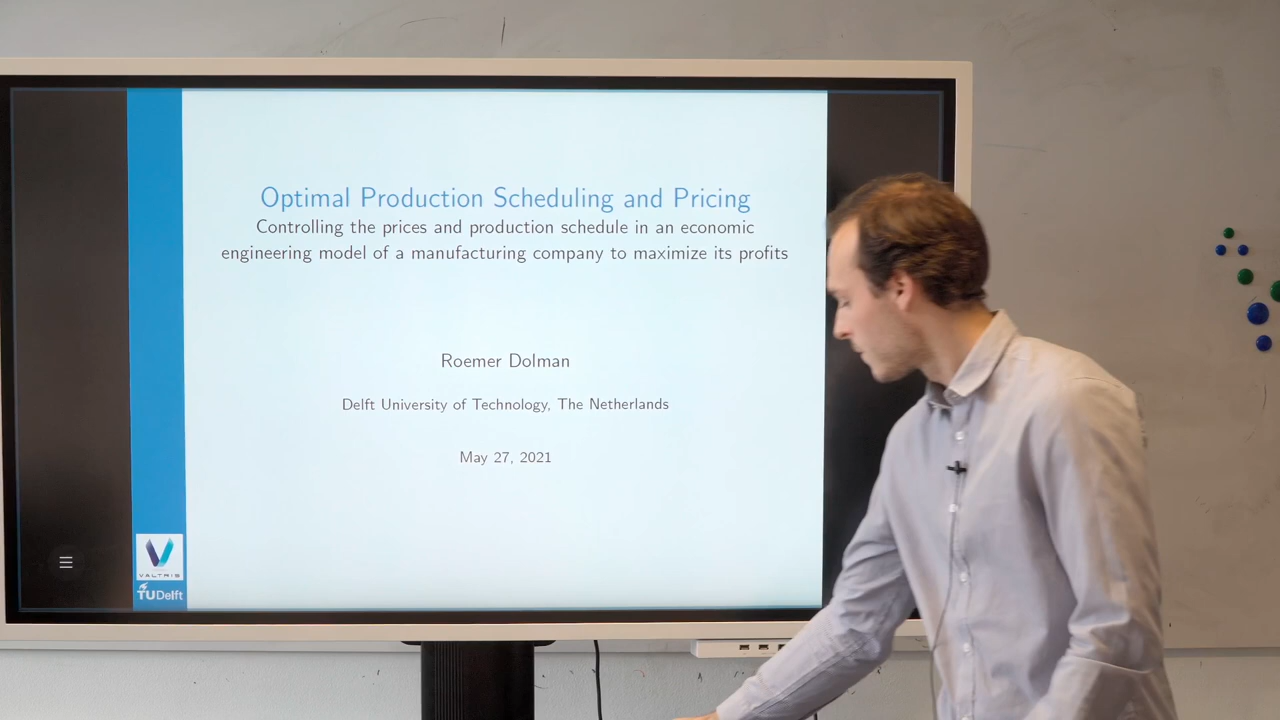 Optimal Production Scheduling and Pricing
Controlling the prices and production schedule in an economic
engineering model of a manufacturing company to maximize its profits
Roemer Dolman
Delft University of Technology, The Netherlands
May 27, 2021
VALTRIS
TUDelft